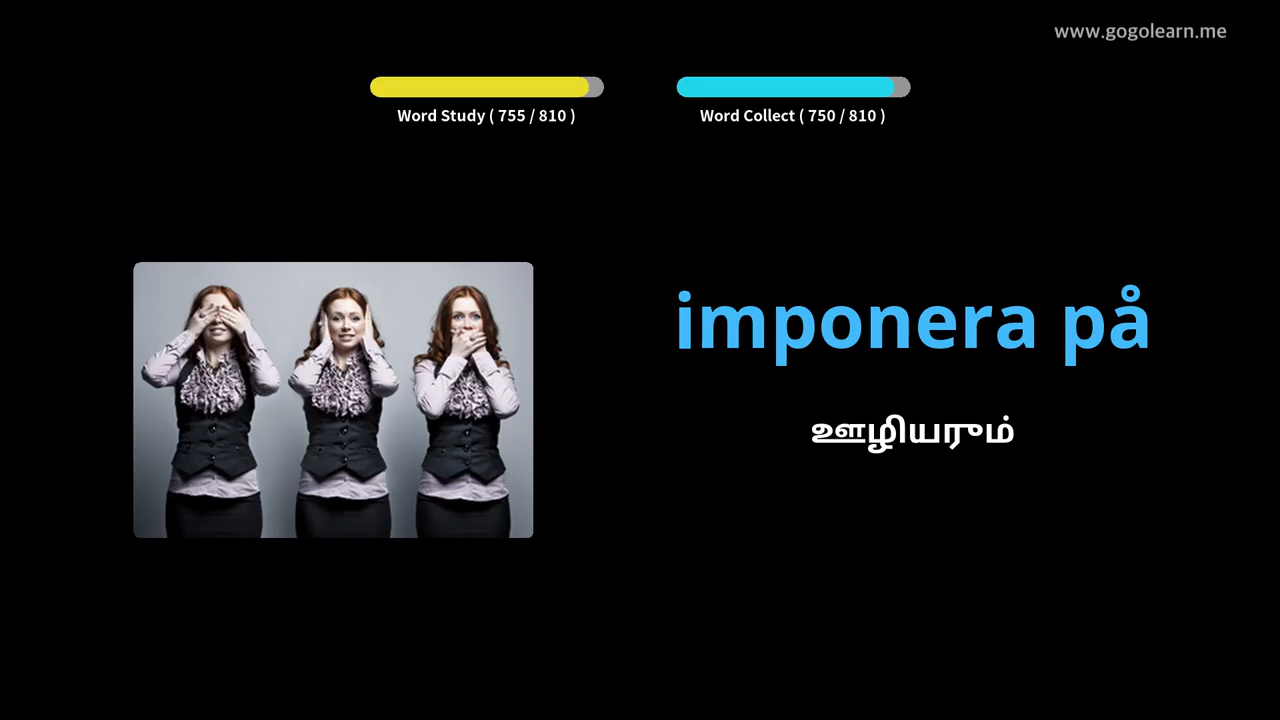 www.gogolearn.me
Word Study ( 755 / 810 )
Word Collect ( 750 / 810 )
imponera på
ஊழியரும்